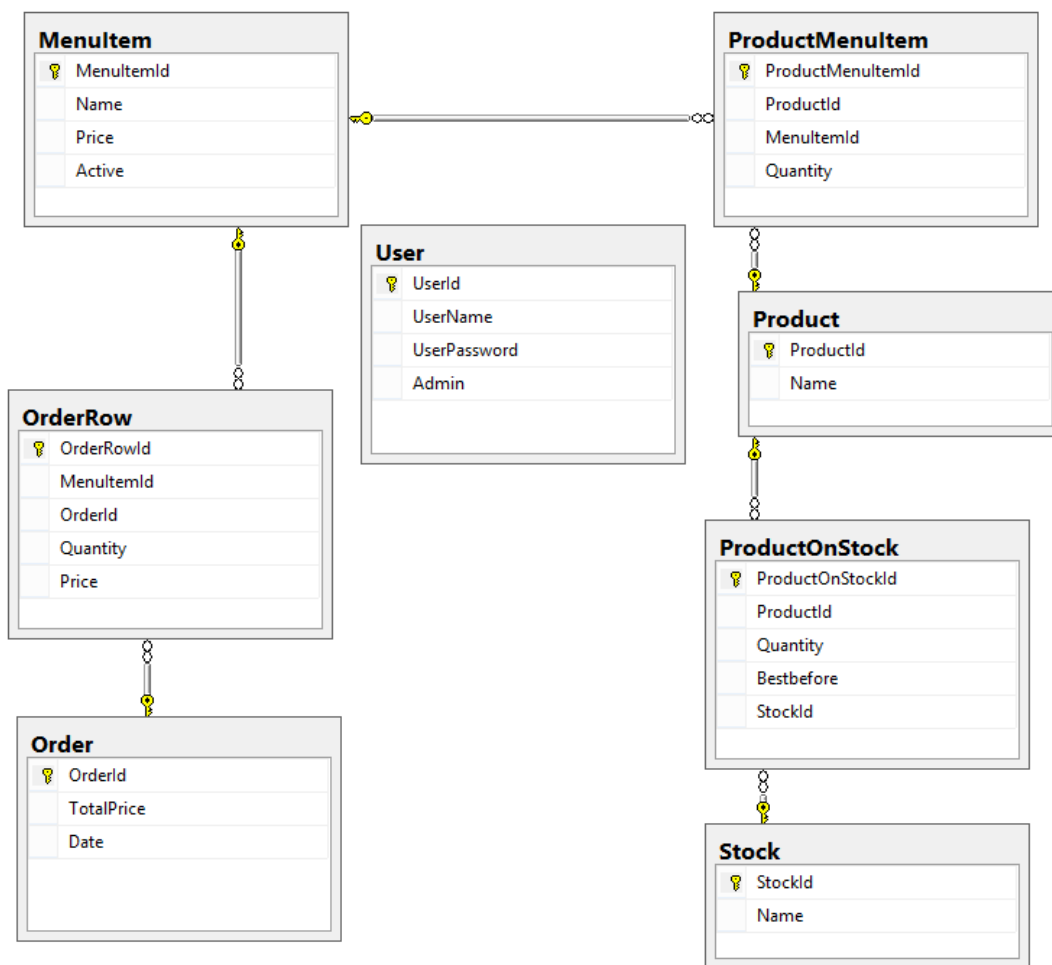 MenuItem
MenuItemId
Name
Price
Active
ProductMenuItem
ProductMenuItemId
ProductId
MenuItemId
Quantity
User
UserId
UserName
UserPassword
Admin
Product
ProductId
Name
OrderRow
OrderRowId
MenuItemId
OrderId
Quantity
Price
ProductOnStock
ProductOnStockId
ProductId
Quantity
Bestbefore
StockId
Order
OrderId
TotalPrice
Date
Stock
StockId
Name